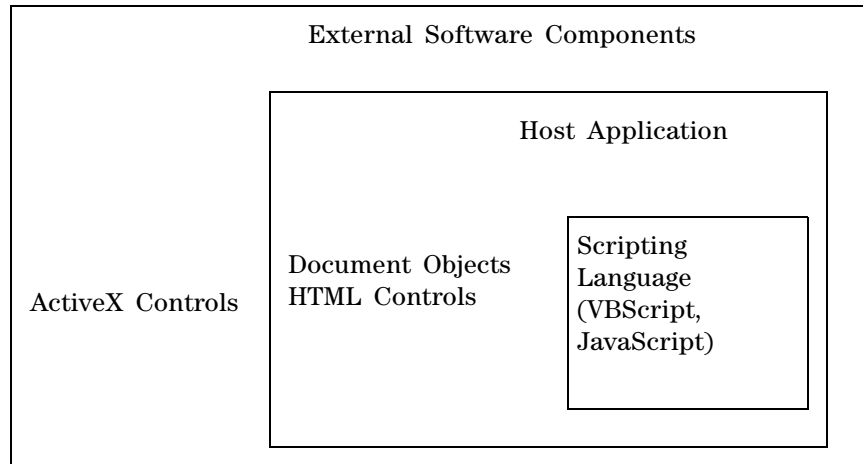 External Software Components
Host Application
Scripting
Language
(VBScript,
JavaScript)
Document Objects
HTML Controls
ActiveX Controls